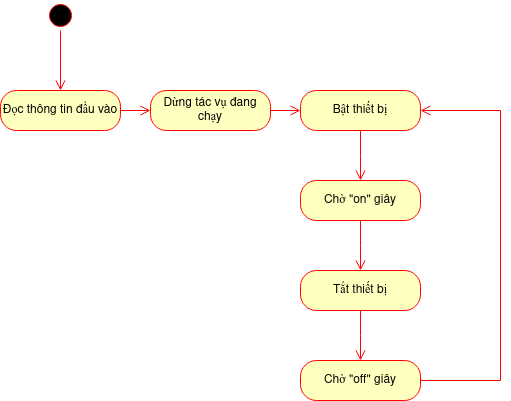 Đọc thông tin đầu vào
Dừng tác vụ đang
chạy
Bật thiết bị
Chờ "on" giây
Tắt thiết bị
Chờ "off" giây